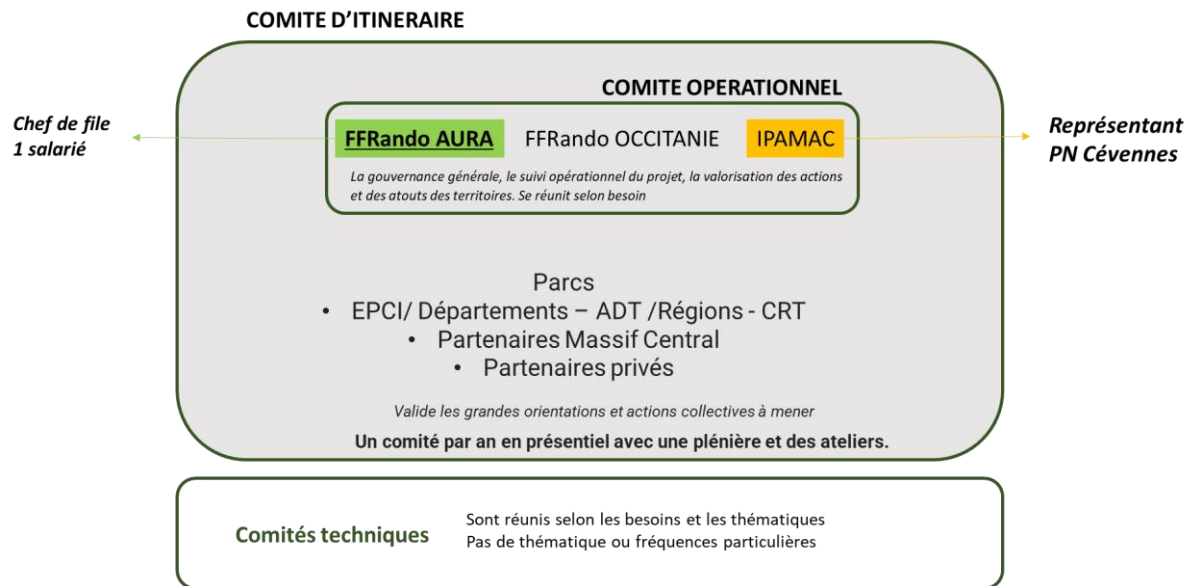 COMITE D'ITINERAIRE
COMITE OPERATIONNEL
Chef de file
1 salarié
FFRando AURA FFRando OCCITANIE IPAMAC
Représentant
PN Cévennes
La gouvernance générale, le suivi opérationnel du projet, la valorisation des actions
et des atouts des territoires. Se réunit selon besoin
Parcs
• EPCI/ Départements – ADT /Régions - CRT
• Partenaires Massif Central
• Partenaires privés
Valide les grandes orientations et actions collectives à mener
Un comité par an en présentiel avec une plénière et des ateliers.
Comités techniques
Sont réunis selon les besoins et les thématiques
Pas de thématique ou fréquences particulières